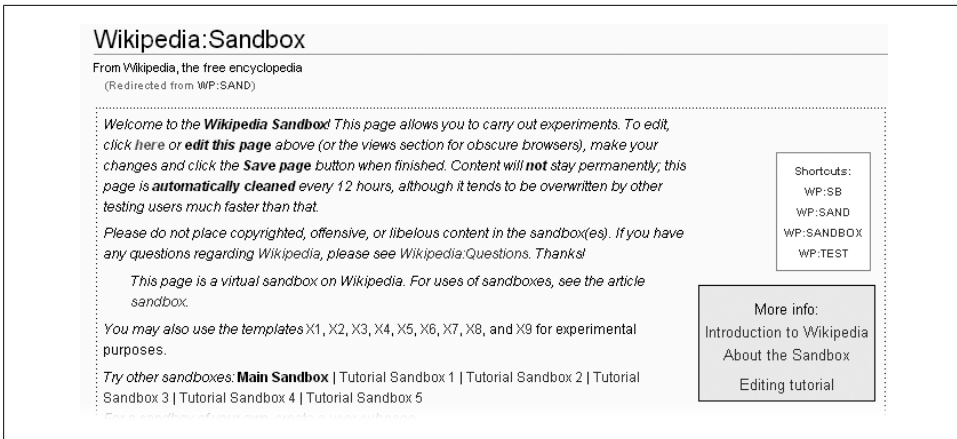 Wikipedia:Sandbox
From Wikipedia, the free encyclopedia
(Redirected from WP:SAND)
Welcome to the Wikipedia Sandbox! This page allows you to carry out experiments. To edit,
click here or edit this page above (or the views section for obscure browsers), make your
changes and click the Save page button when finished. Content will not stay permanently; this
page is automatically cleaned every 12 hours, although it tends to be overwritten by other
testing users much faster than that.
Please do not place copyrighted, offensive, or libelous content in the sandbox(es). If you have
any questions regarding Wikipedia, please see Wikipedia:Questions. Thanks!
This page is a virtual sandbox on Wikipedia. For uses of sandboxes, see the article
sandbox.
You may also use the templates X1, X2, X3, X4, X5, X6, X7, X8, and X9 for experimental
purposes.
Try other sandboxes: Main Sandbox | Tutorial Sandbox 1 | Tutorial Sandbox 2 | Tutorial
Sandbox 3 | Tutorial Sandbox 4 | Tutorial Sandbox 5
Shortcuts:
WP:SB
WP:SAND
WP:SANDBOX
WP:TEST
More info:
Introduction to Wikipedia
About the Sandbox
Editing tutorial